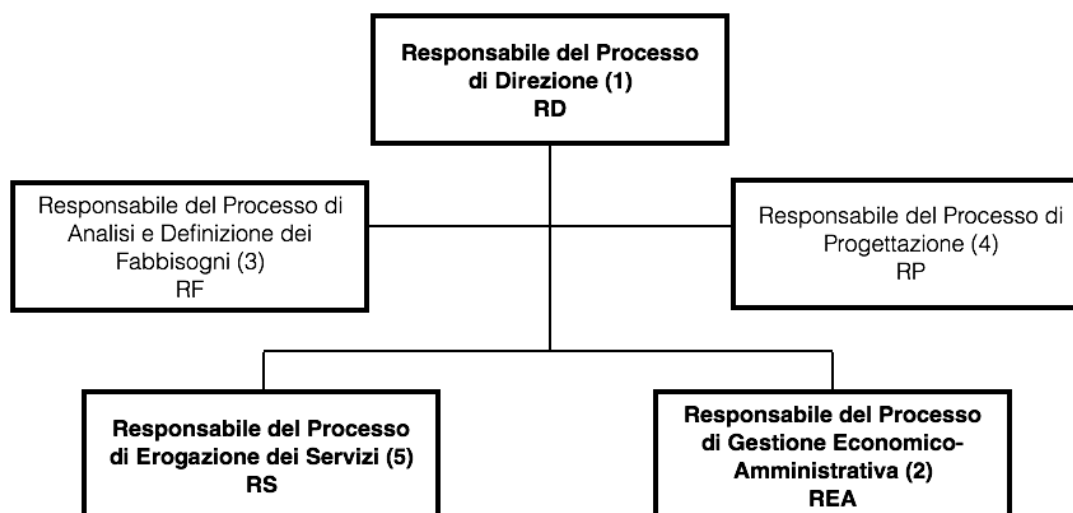 Responsabile del Processo
di Direzione (1)
RD
Responsabile del Processo di
Analisi e Definizione dei
Fabbisogni (3)
RF
Responsabile del Processo di
Progettazione (4)
RP
Responsabile del Processo
di Erogazione dei Servizi (5)
RS
Responsabile del Processo
di Gestione Economico-
Amministrativa (2)
REA